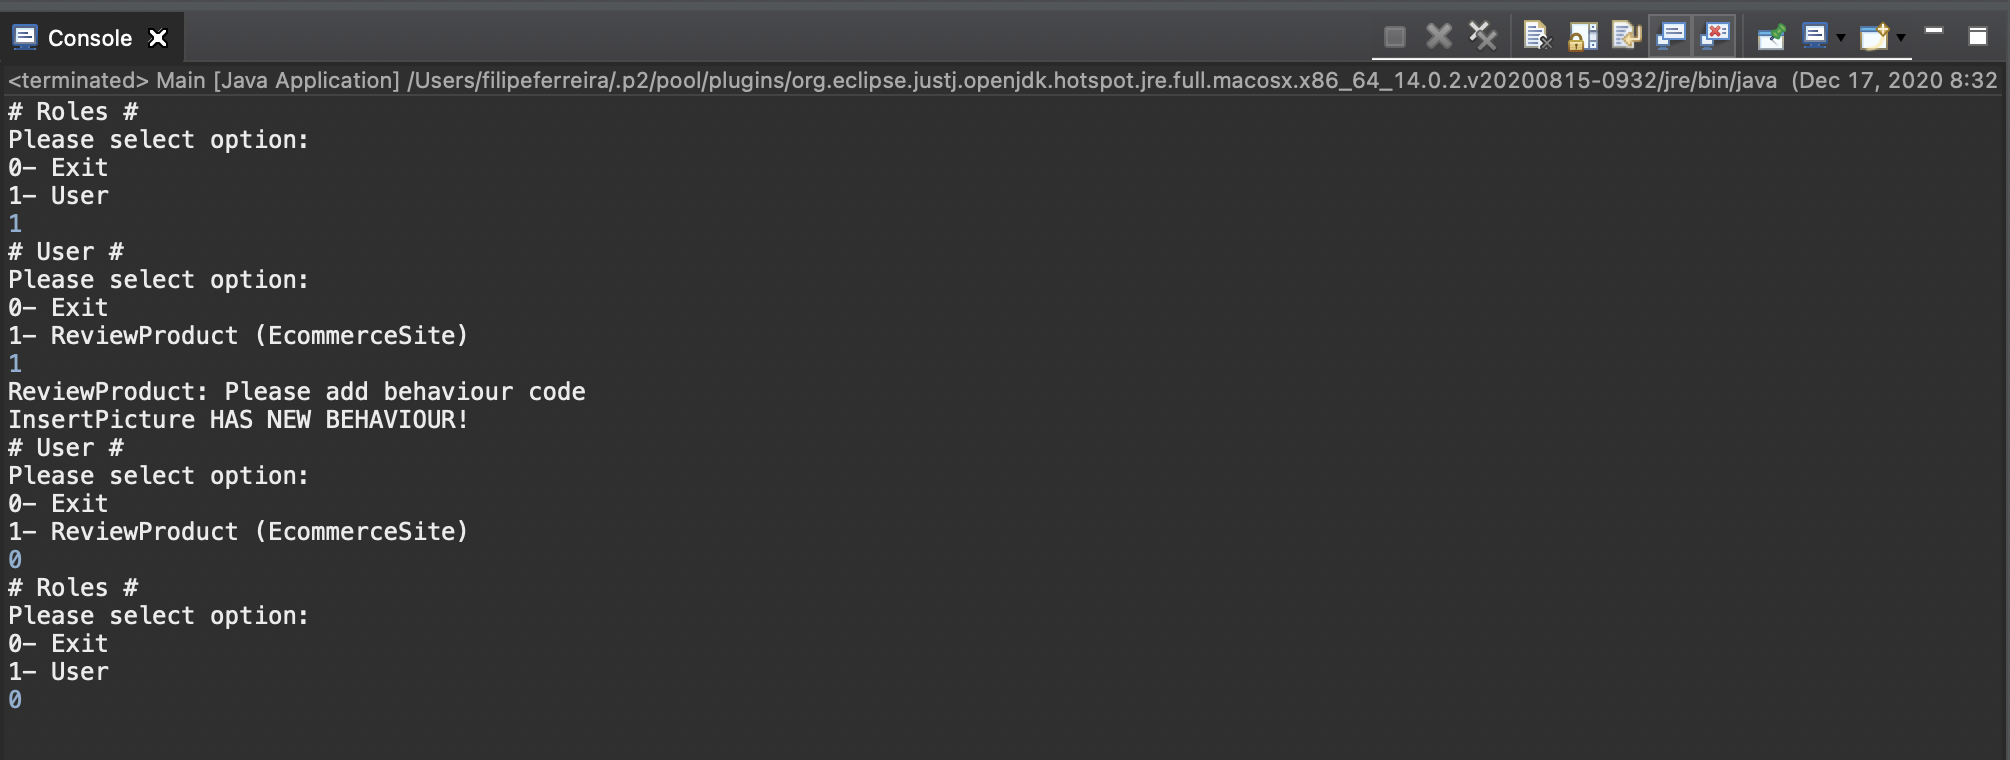 Console
<terminated> Main [Java Application] /Users/filipeferreira/.p2/pool/plugins/org.eclipse.justj.openjdk.hotspot.jre.full.macosx.x86_64_14.0.2.v20200815-0932/jre/bin/java (Dec 17, 2020 8:32
# Roles #
Please select option:
0- Exit
1- User
1
# User #
Please select option:
0- Exit
1- ReviewProduct (EcommerceSite)
1
ReviewProduct: Please add behaviour code
InsertPicture HAS NEW BEHAVIOUR!
# User #
Please select option:
0- Exit
1- ReviewProduct (EcommerceSite)
0
# Roles #
Please select option:
0- Exit
1- User
0